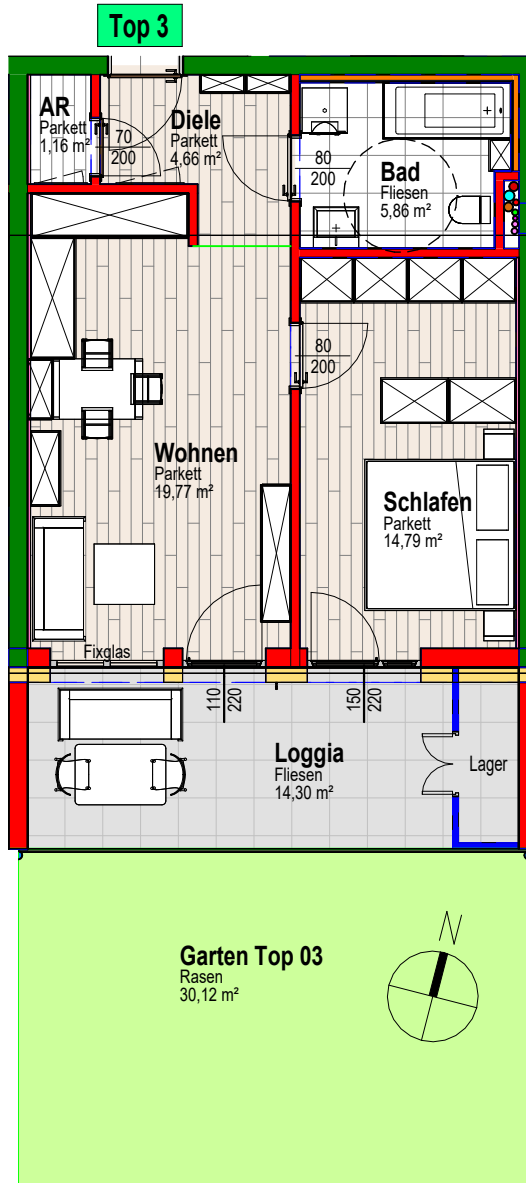 Top 3
AR
Parkett
1,16 m²
70
200
Diele
Parkett
4,66 m²
80
200
Bad
Fliesen
5,86 m²
80
200
Wohnen
Parkett
19,77 m²
Schlafen
Parkett
14,79 m²
Fixglas
110
220
150
220
Loggia
Fliesen
14,30 m²
Lager
Garten Top 03
Rasen
30,12 m²
N